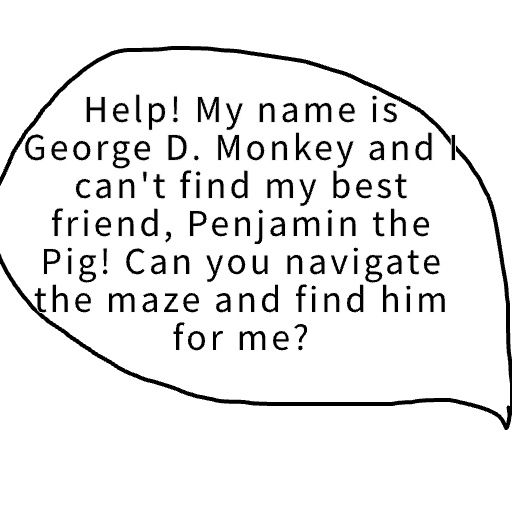 Help! My name is
George D. Monkey and I
can't find my best
friend, Penjamin the
Pig! Can you navigate
the maze and find him
for me?